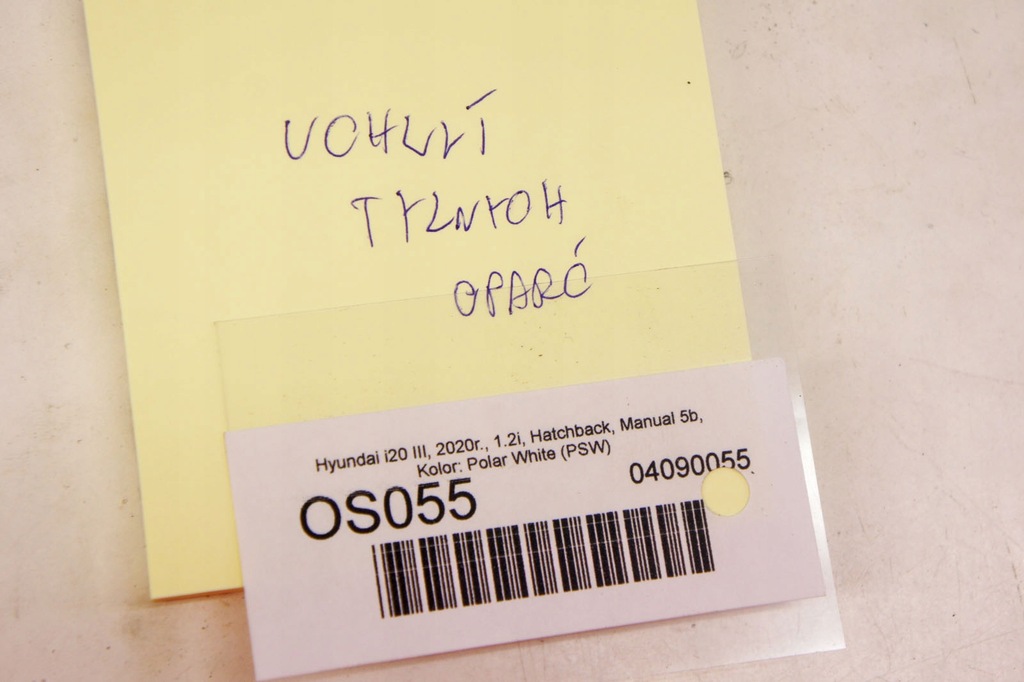 UCHWYT
TYLNYCH
OPARĆ
Hyundai i20 III, 2020r., 1.2i, Hatchback, Manual 5b,
Kolor: Polar White (PSW)
OS055 04090055